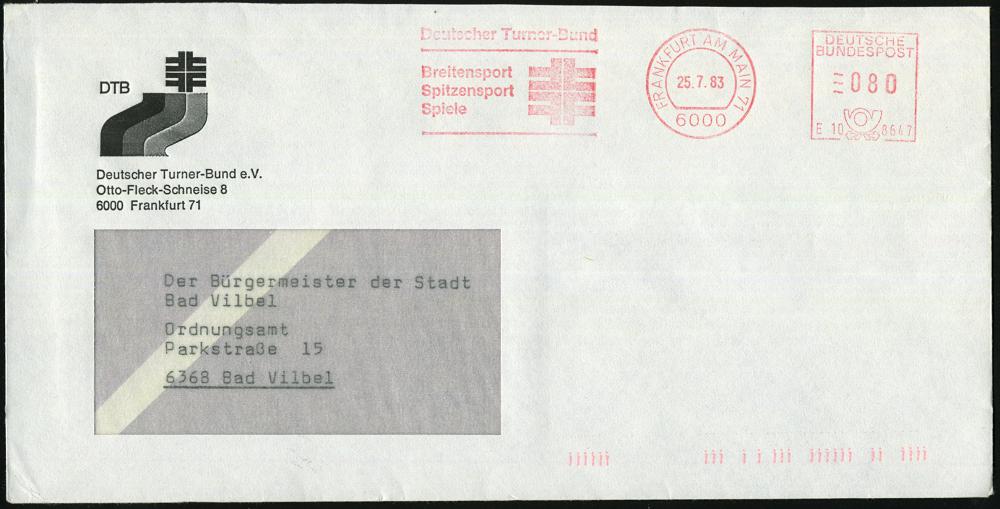 Deutscher Turner-Bund
Breitensport
Spitzensport
Spiele
FRANKFURT AM MAIN 71
25.7.83
6000
DEUTSCHE
BUNDESPOST
080
E 10 8647
DTB
Deutscher Turner-Bund e.V.
Otto-Fleck-Schneise 8
6000 Frankfurt 71
Der Bürgermeister der Stadt
Bad Vilbel
Ordnungsamt
Parkstraße 15
6368 Bad Vilbel